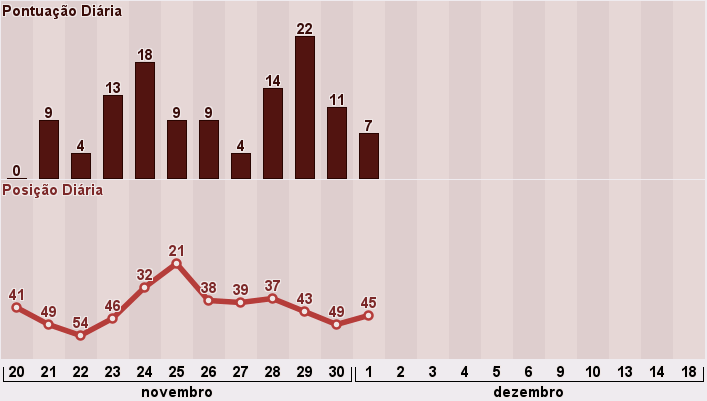 Pontuação Diária
0 9 4 13 18 9 9 4 14 22 11 7
Posição Diária
41 49 54 46 32 21 38 39 37 43 49 45
20 21 22 23 24 25 26 27 28 29 30 1 2 3 4 5 6 9 10 13 14 18
novembro dezembro